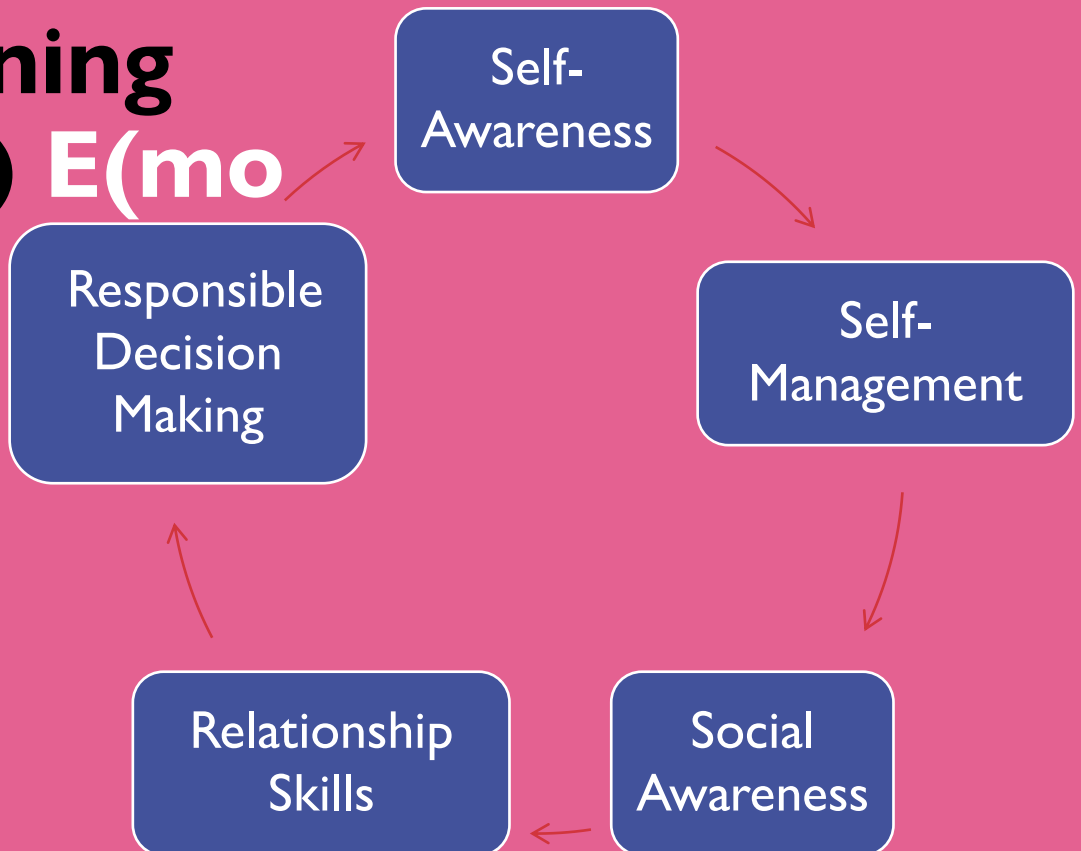 ning
) E(mo
Self-
Awareness
Self-
Management
Social
Awareness
Relationship
Skills
Responsible
Decision
Making